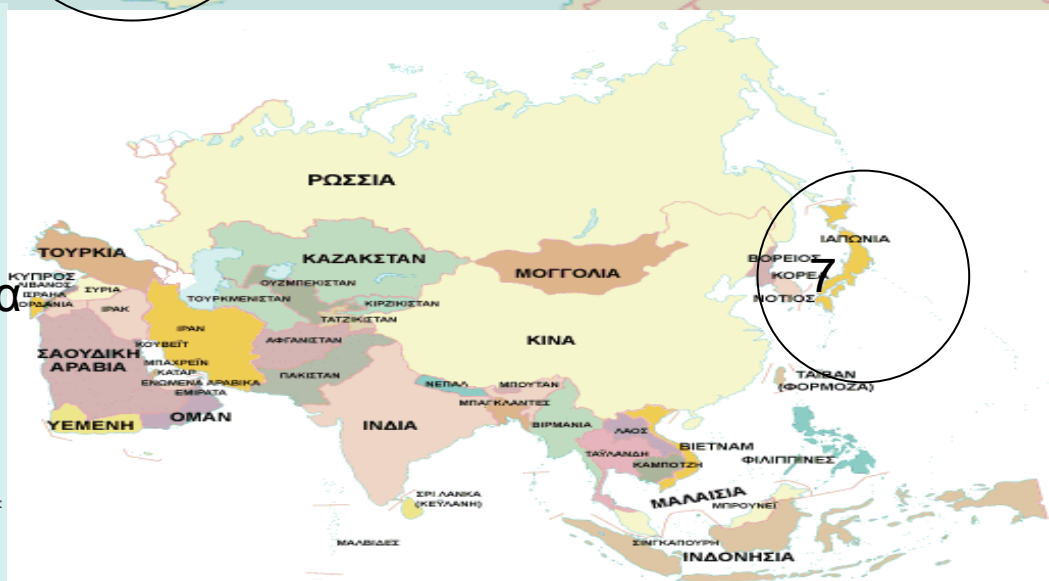 ΡΩΣΣΙΑ
ΤΟΥΡΚΙΑ
ΚΑΖΑΚΣΤΑΝ
ΜΟΓΓΟΛΙΑ
ΙΑΠΩΝΙΑ
ΒΟΡΕΙΟΣ
ΚΟΡΕΑ
7
ΝΟΤΙΟΣ
ΚΥΠΡΟΣ
ΛΙΒΑΝΟΣ
ΙΣΡΑΗΛ
ΙΟΡΔΑΝΙΑ
α
ΣΥΡΙΑ
ΙΡΑΚ
ΟΥΖΜΠΕΚΙΣΤΑΝ
ΤΟΥΡΚΜΕΝΙΣΤΑΝ
ΚΙΡΖΙΚΙΣΤΑΝ
ΤΑΤΖΙΚΙΣΤΑΝ
ΙΡΑΝ
ΑΦΓΑΝΙΣΤΑΝ
ΚΙΝΑ
ΚΟΥΒΕΪΤ
ΣΑΟΥΔΙΚΗ
ΑΡΑΒΙΑ
ΜΠΑΧΡΕΪΝ
ΚΑΤΑΡ
ΕΝΩΜΕΝΑ ΑΡΑΒΙΚΑ
ΕΜΙΡΑΤΑ
ΠΑΚΙΣΤΑΝ
ΝΕΠΑΛ
ΜΠΟΥΤΑΝ
ΤΑΪΒΑΝ
(ΦΟΡΜΟΖΑ)
ΜΠΑΓΚΛΑΝΤΕΣ
ΥΕΜΕΝΗ
ΟΜΑΝ
ΙΝΔΙΑ
ΒΙΡΜΑΝΙΑ
ΛΑΟΣ
ΒΙΕΤΝΑΜ
ΤΑΫΛΑΝΔΗ
ΚΑΜΠΟΤΖΗ
ΦΙΛΙΠΠΙΝΕΣ
ΣΡΙ ΛΑΝΚΑ
(ΚΕΫΛΑΝΗ)
ΜΑΛΑΙΣΙΑ
ΜΠΡΟΥΝΕΪ
ΜΑΛΒΙΔΕΣ
ΣΙΝΓΚΑΠΟΥΡΗ
ΙΝΔΟΝΗΣΙΑ